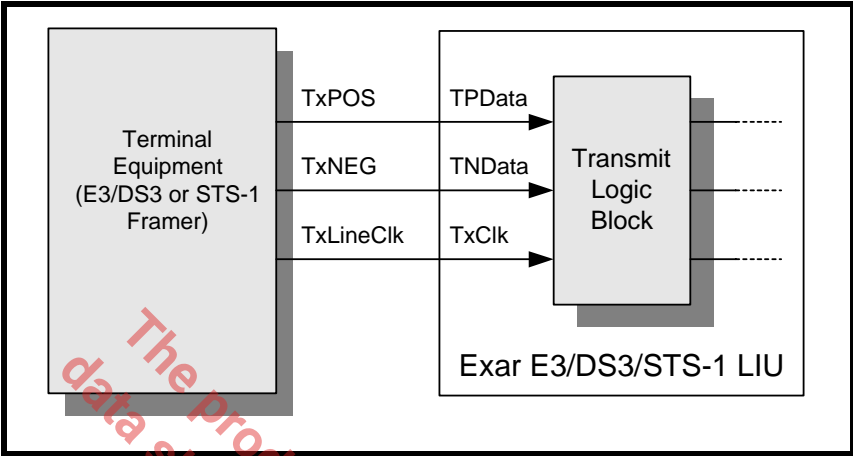 Terminal
Equipment
(E3/DS3 or STS-1
Framer)
TxPOS
TPData
TxNEG
TNData
TxLineClk
TxClk
Transmit
Logic
Block
Exar E3/DS3/STS-1 LIU
The
data